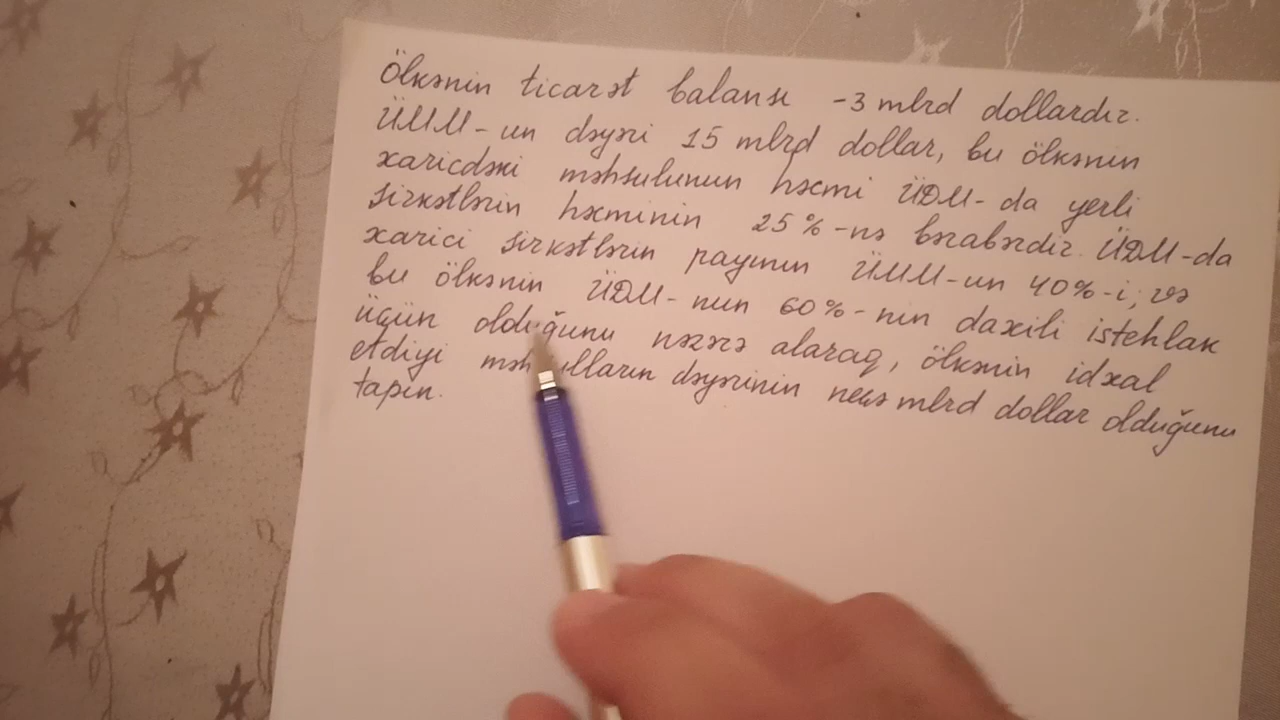 Ölkənin ticarət balansı -3 mlrd dollardır.
ÜMM-un dəyəri 15 mlrd dollar, bu ölkənin
xaricdəki məhsulunun həcmi ÜDM-da yerli
şirkətlərin həcminin 25%-nə bərabərdir. ÜDM-da
xarici şirkətlərin payının ÜMM-un 40%-i, və
bu ölkənin ÜDM-nun 60%-nin daxili istehlak
üçün olduğunu nəzərə alaraq, ölkənin idxal
etdiyi məhsulların dəyərinin neçə mlrd dollar olduğunu
tapın.